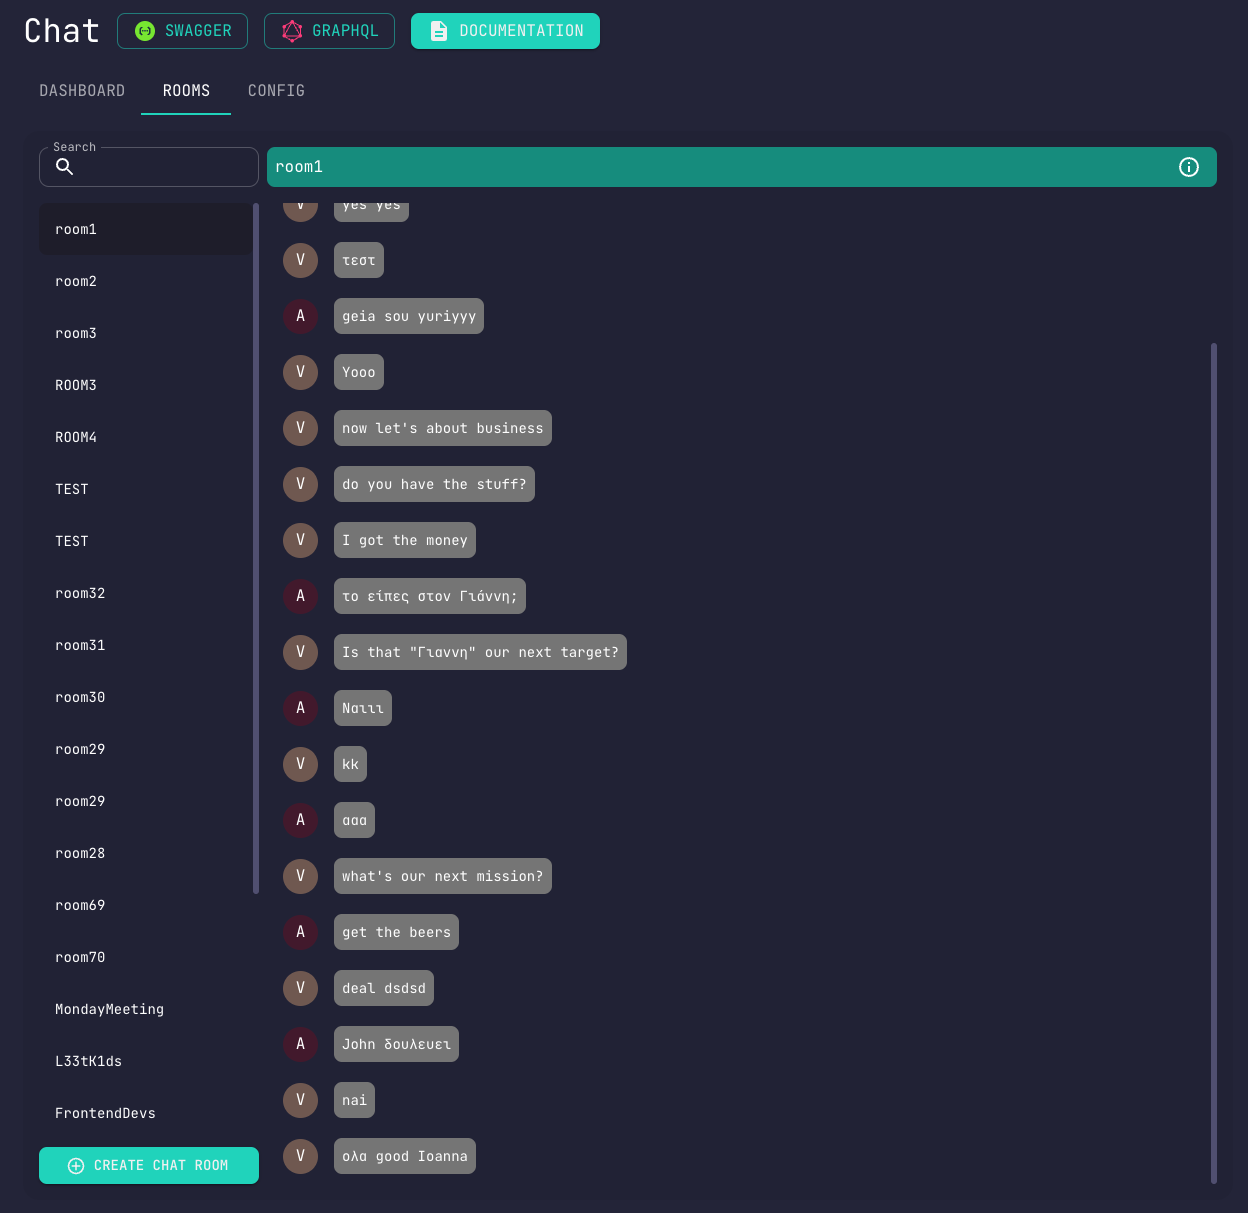 Chat
SWAGGER
GRAPHQL
DOCUMENTATION
DASHBOARD
ROOMS
CONFIG
Search
room1
room1
room2
room3
ROOM3
ROOM4
TEST
TEST
room32
room31
room30
room29
room29
room28
room69
room70
MondayMeeting
L33tK1ds
FrontendDevs
CREATE CHAT ROOM
V
yes yes
V
τεστ
A
geia sou yuriyyy
V
Yooo
V
now let's about business
V
do you have the stuff?
V
I got the money
A
το είπες στον Γιάννη;
V
Is that "Γιαννη" our next target?
A
Ναιιι
V
kk
A
ααα
V
what's our next mission?
A
get the beers
V
deal dsdsd
A
John δουλευει
V
nai
V
ολα good Ioanna